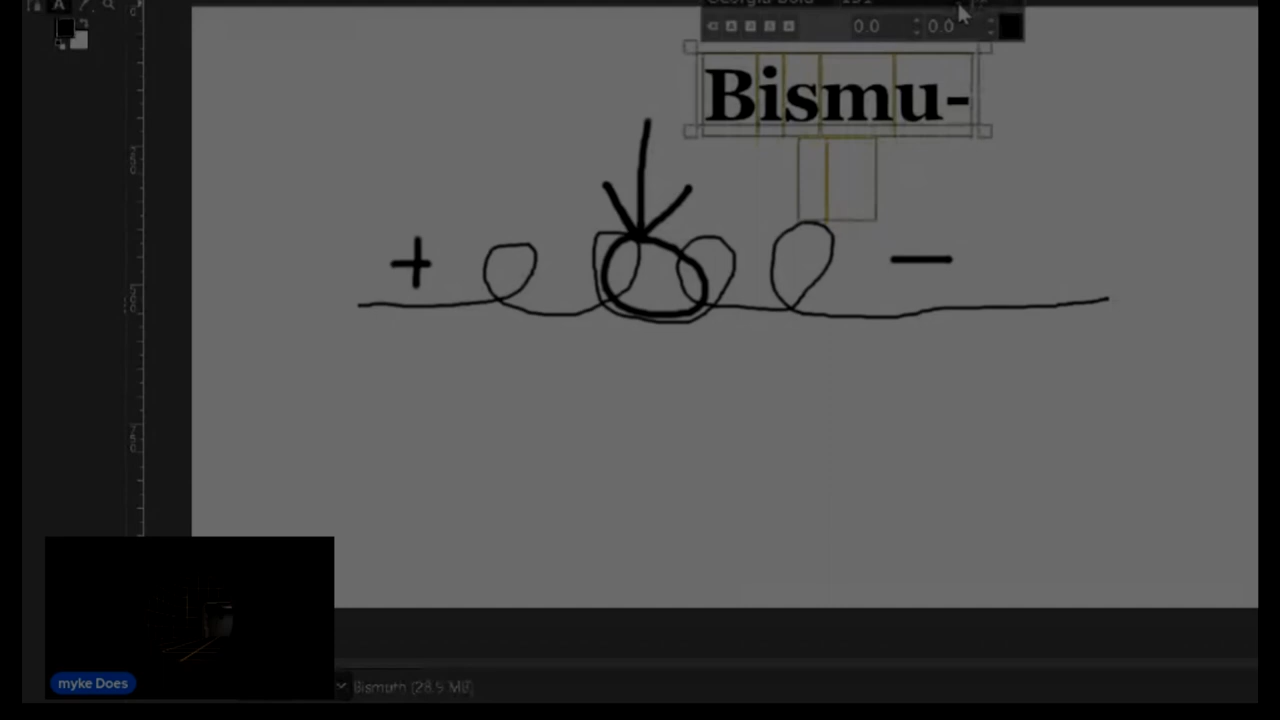 0.0 0.0
Bismu-
+ —
myke Does
Bismuth (28.5 MB)